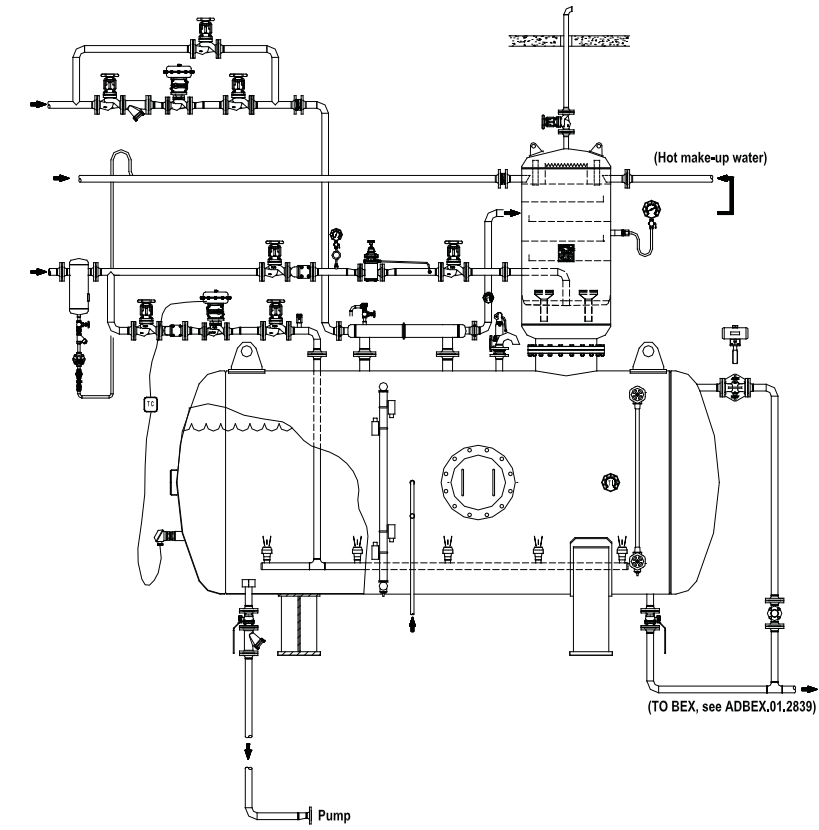 (Hot make-up water)
TC
(TO BEX, see ADBEX.01.2839)
Pump